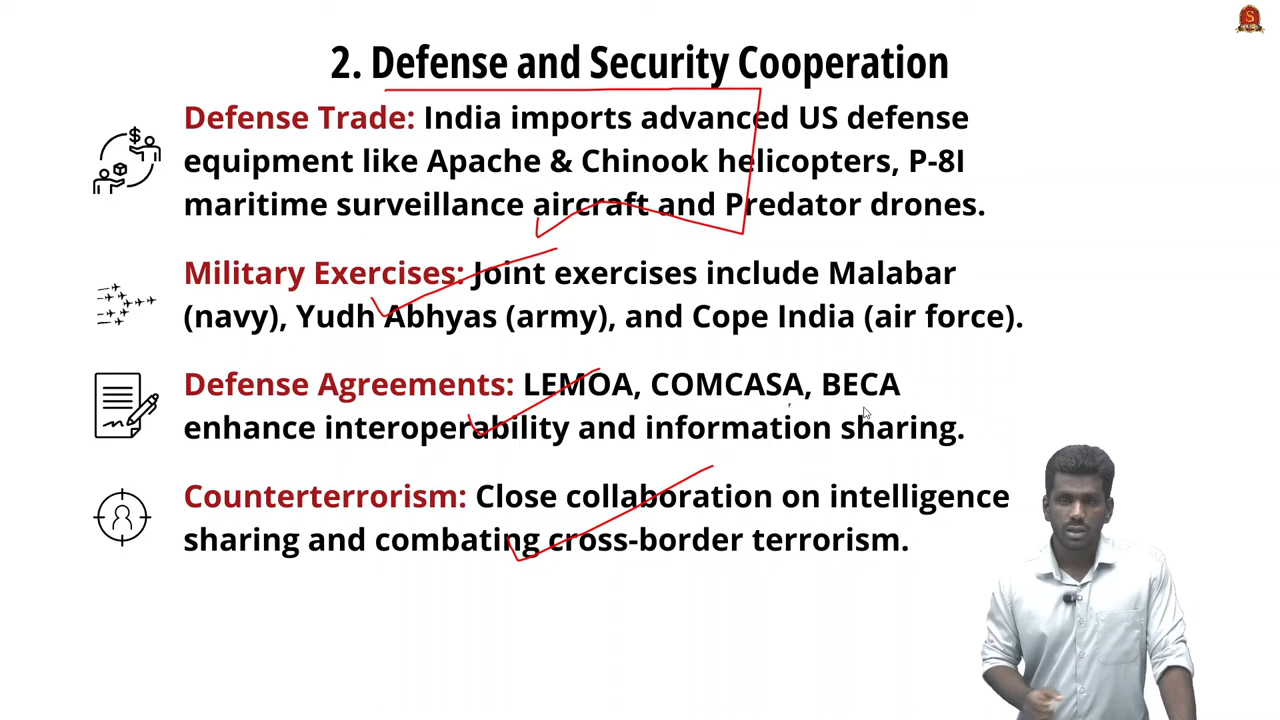 2. Defense and Security Cooperation
Defense Trade: India imports advanced US defense
equipment like Apache & Chinook helicopters, P-8I
maritime surveillance aircraft and Predator drones.
Military Exercises: Joint exercises include Malabar
(navy), Yudh Abhyas (army), and Cope India (air force).
Defense Agreements: LEMOA, COMCASA, BECA
enhance interoperability and information sharing.
Counterterrorism: Close collaboration on intelligence
sharing and combating cross-border terrorism.